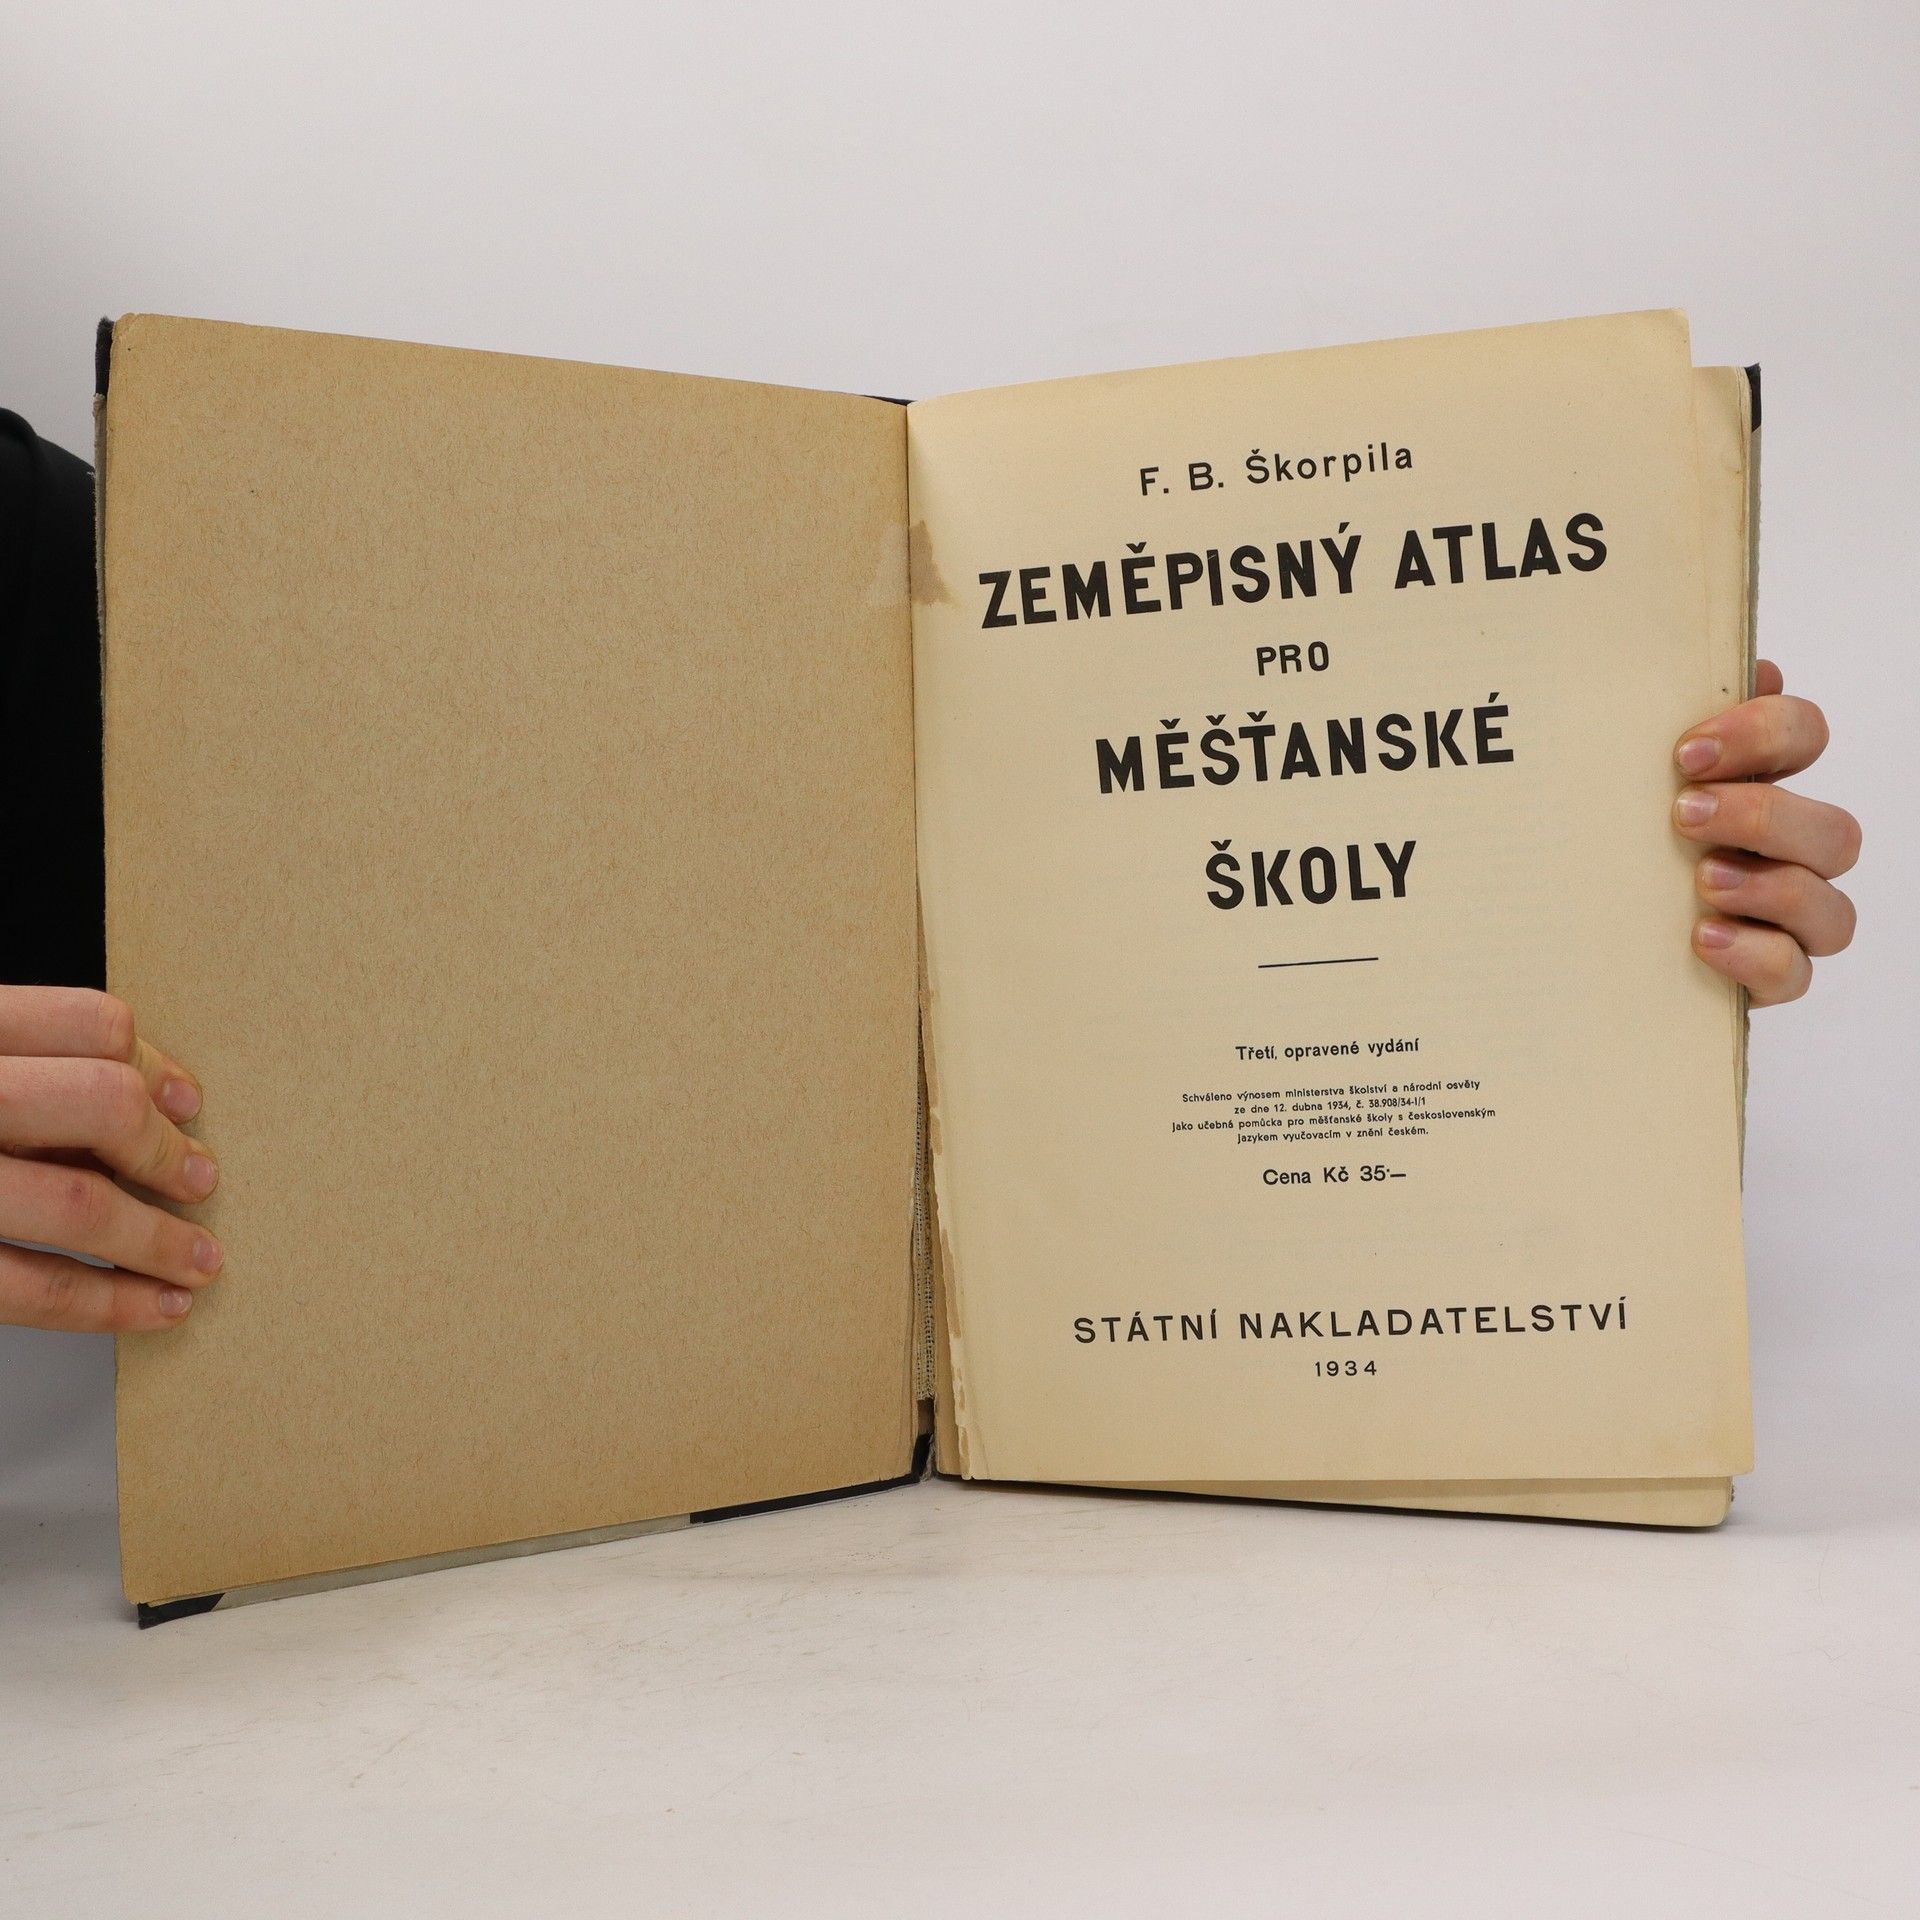 F. B. Škorpila
ZEMĚPISNÝ ATLAS
PRO
MĚŠŤANSKÉ
ŠKOLY
Třetí, opravené vydání
Schváleno výnosem ministerstva školství a národní osvěty
ze dne 12. dubna 1934, č. 38.908/34-I/1
jako učebná pomůcka pro měšťanské školy s československým
jazykem vyučovacím v znění českém.
Cena Kč 35·—
STÁTNÍ NAKLADATELSTVÍ
1934